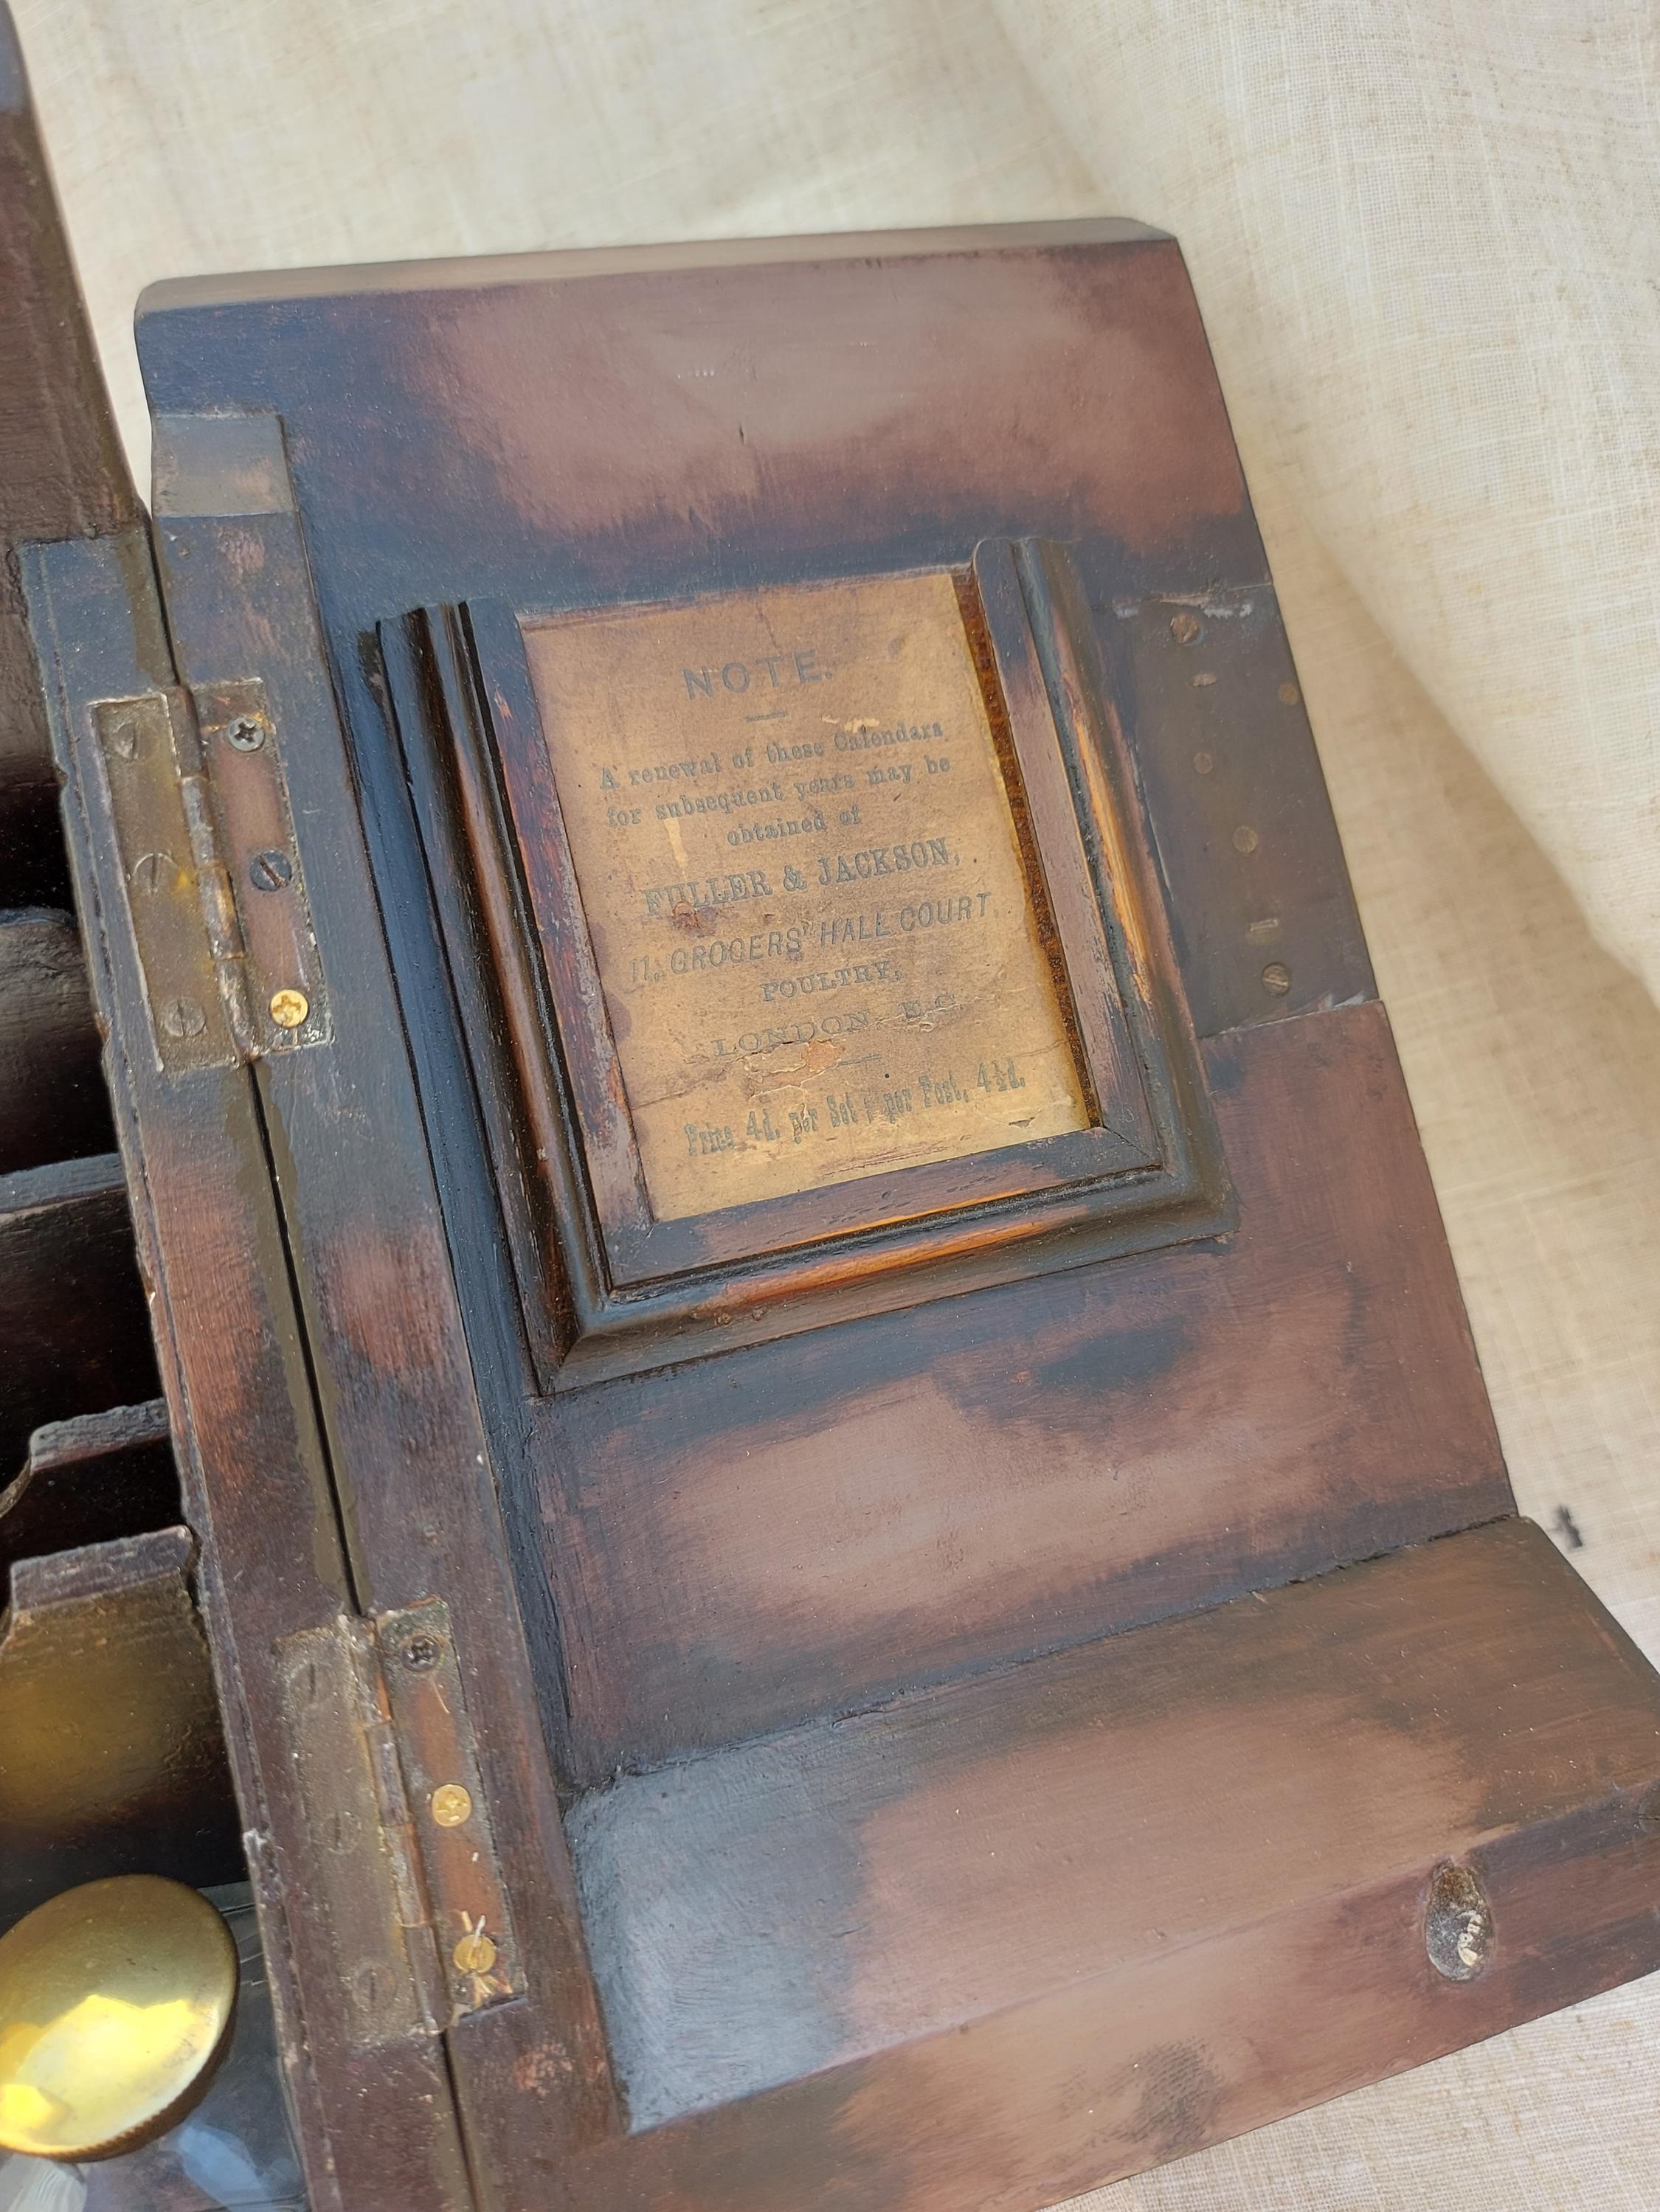 NOTE.
A renewal of these Calendars
for subsequent years may be
obtained of
FULLER & JACKSON,
11, GROCERS' HALL COURT,
POULTRY,
LONDON, E.C.
Price 4d. per Set; per Post, 4½d.